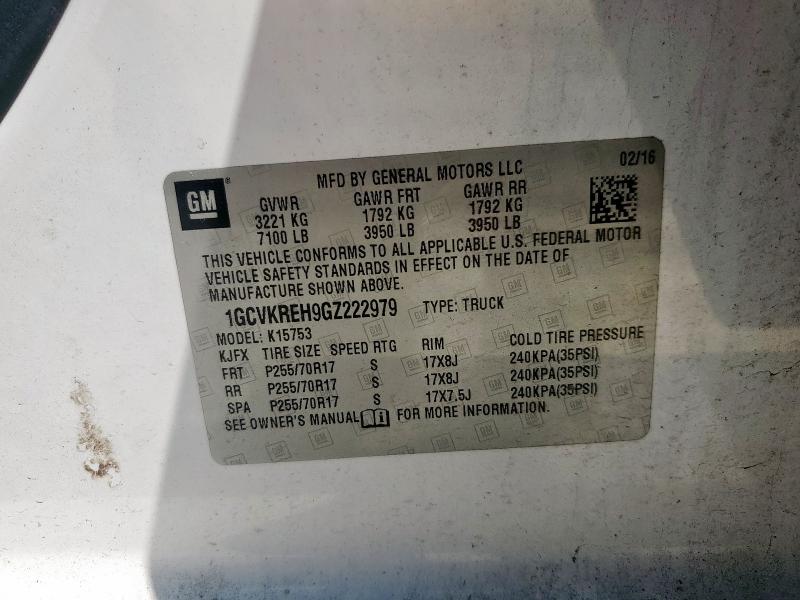 MFD BY GENERAL MOTORS LLC 02/16
GM®
GVWR GAWR FRT GAWR RR
3221 KG 1792 KG 1792 KG
7100 LB 3950 LB 3950 LB
THIS VEHICLE CONFORMS TO ALL APPLICABLE U.S. FEDERAL MOTOR
VEHICLE SAFETY STANDARDS IN EFFECT ON THE DATE OF
MANUFACTURE SHOWN ABOVE.
1GCVKREH9GZ222979 TYPE: TRUCK
MODEL: K15753
KJFX TIRE SIZE SPEED RTG RIM COLD TIRE PRESSURE
FRT P255/70R17 S 17X8J 240KPA(35PSI)
RR P255/70R17 S 17X8J 240KPA(35PSI)
SPA P255/70R17 S 17X7.5J 240KPA(35PSI)
SEE OWNER'S MANUAL FOR MORE INFORMATION.